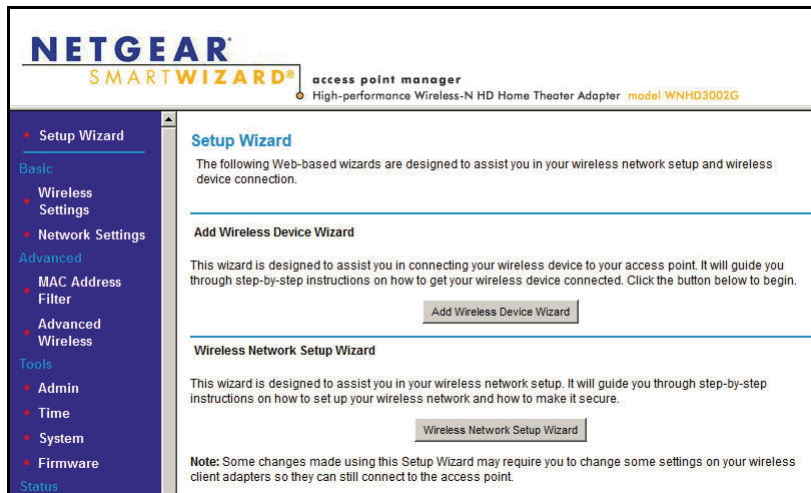 NETGEAR
SMARTWIZARD®
access point manager
High-performance Wireless-N HD Home Theater Adapter model WNHD3002G
Setup Wizard
Basic
Wireless
Settings
Network Settings
Advanced
MAC Address
Filter
Advanced
Wireless
Tools
Admin
Time
System
Firmware
Status
Setup Wizard
The following Web-based wizards are designed to assist you in your wireless network setup and wireless
device connection.
Add Wireless Device Wizard
This wizard is designed to assist you in connecting your wireless device to your access point. It will guide you
through step-by-step instructions on how to get your wireless device connected. Click the button below to begin.
Add Wireless Device Wizard
Wireless Network Setup Wizard
This wizard is designed to assist you in your wireless network setup. It will guide you through step-by-step
instructions on how to set up your wireless network and how to make it secure.
Wireless Network Setup Wizard
Note: Some changes made using this Setup Wizard may require you to change some settings on your wireless
client adapters so they can still connect to the access point.